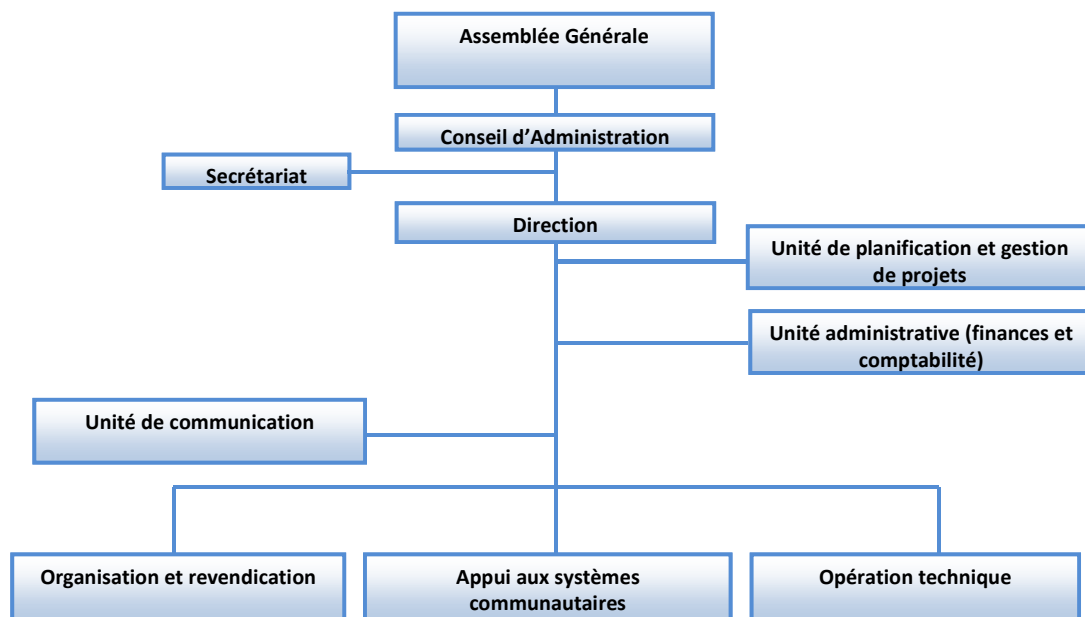 Assemblée Générale
Conseil d’Administration
Secrétariat
Direction
Unité de planification et gestion
de projets
Unité administrative (finances et
comptabilité)
Unité de communication
Organisation et revendication
Appui aux systèmes
communautaires
Opération technique